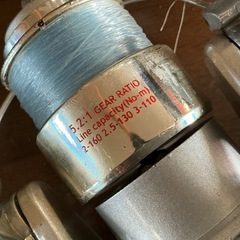 5.2:1 GEAR RATIO
Line capacity(No-m)
2-160 2.5-130 3-110